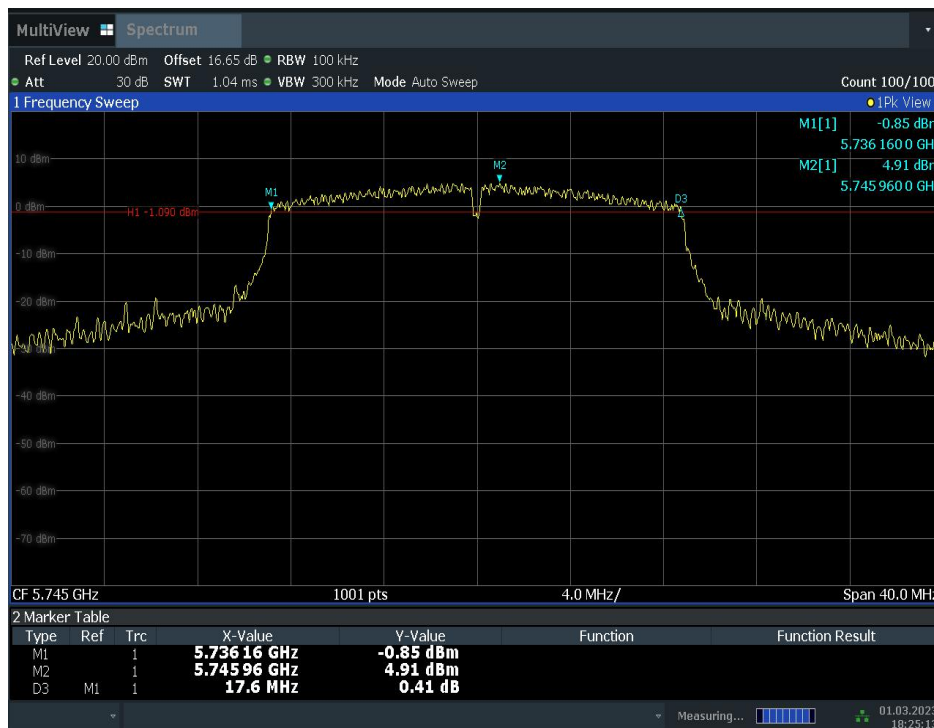 MultiView Spectrum
Ref Level 20.00 dBm Offset 16.65 dB RBW 100 kHz
Att 30 dB SWT 1.04 ms VBW 300 kHz Mode Auto Sweep Count 100/100
1 Frequency Sweep 1Pk View
M1[1] -0.85 dBm
5.736 160 0 GH
M2[1] 4.91 dBm
5.745 960 0 GH
10 dBm
M2
M1
D3
0 dBm
H1 -1.090 dBm
-10 dBm
-20 dBm
-30 dBm
-40 dBm
-50 dBm
-60 dBm
-70 dBm
CF 5.745 GHz 1001 pts 4.0 MHz/ Span 40.0 MHz
2 Marker Table
Type Ref Trc X-Value Y-Value Function Function Result
M1 1 5.736 16 GHz -0.85 dBm
M2 1 5.745 96 GHz 4.91 dBm
D3 M1 1 17.6 MHz 0.41 dB
Measuring... 01.03.2023